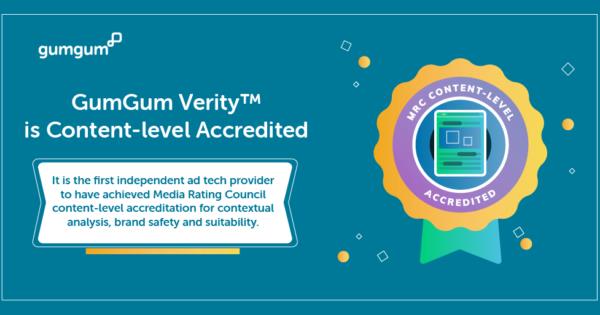 gumgum
GumGum Verity™
is Content-level Accredited
It is the first independent ad tech provider
to have achieved Media Rating Council
content-level accreditation for contextual
analysis, brand safety and suitability.
MRC CONTENT-LEVEL
ACCREDITED